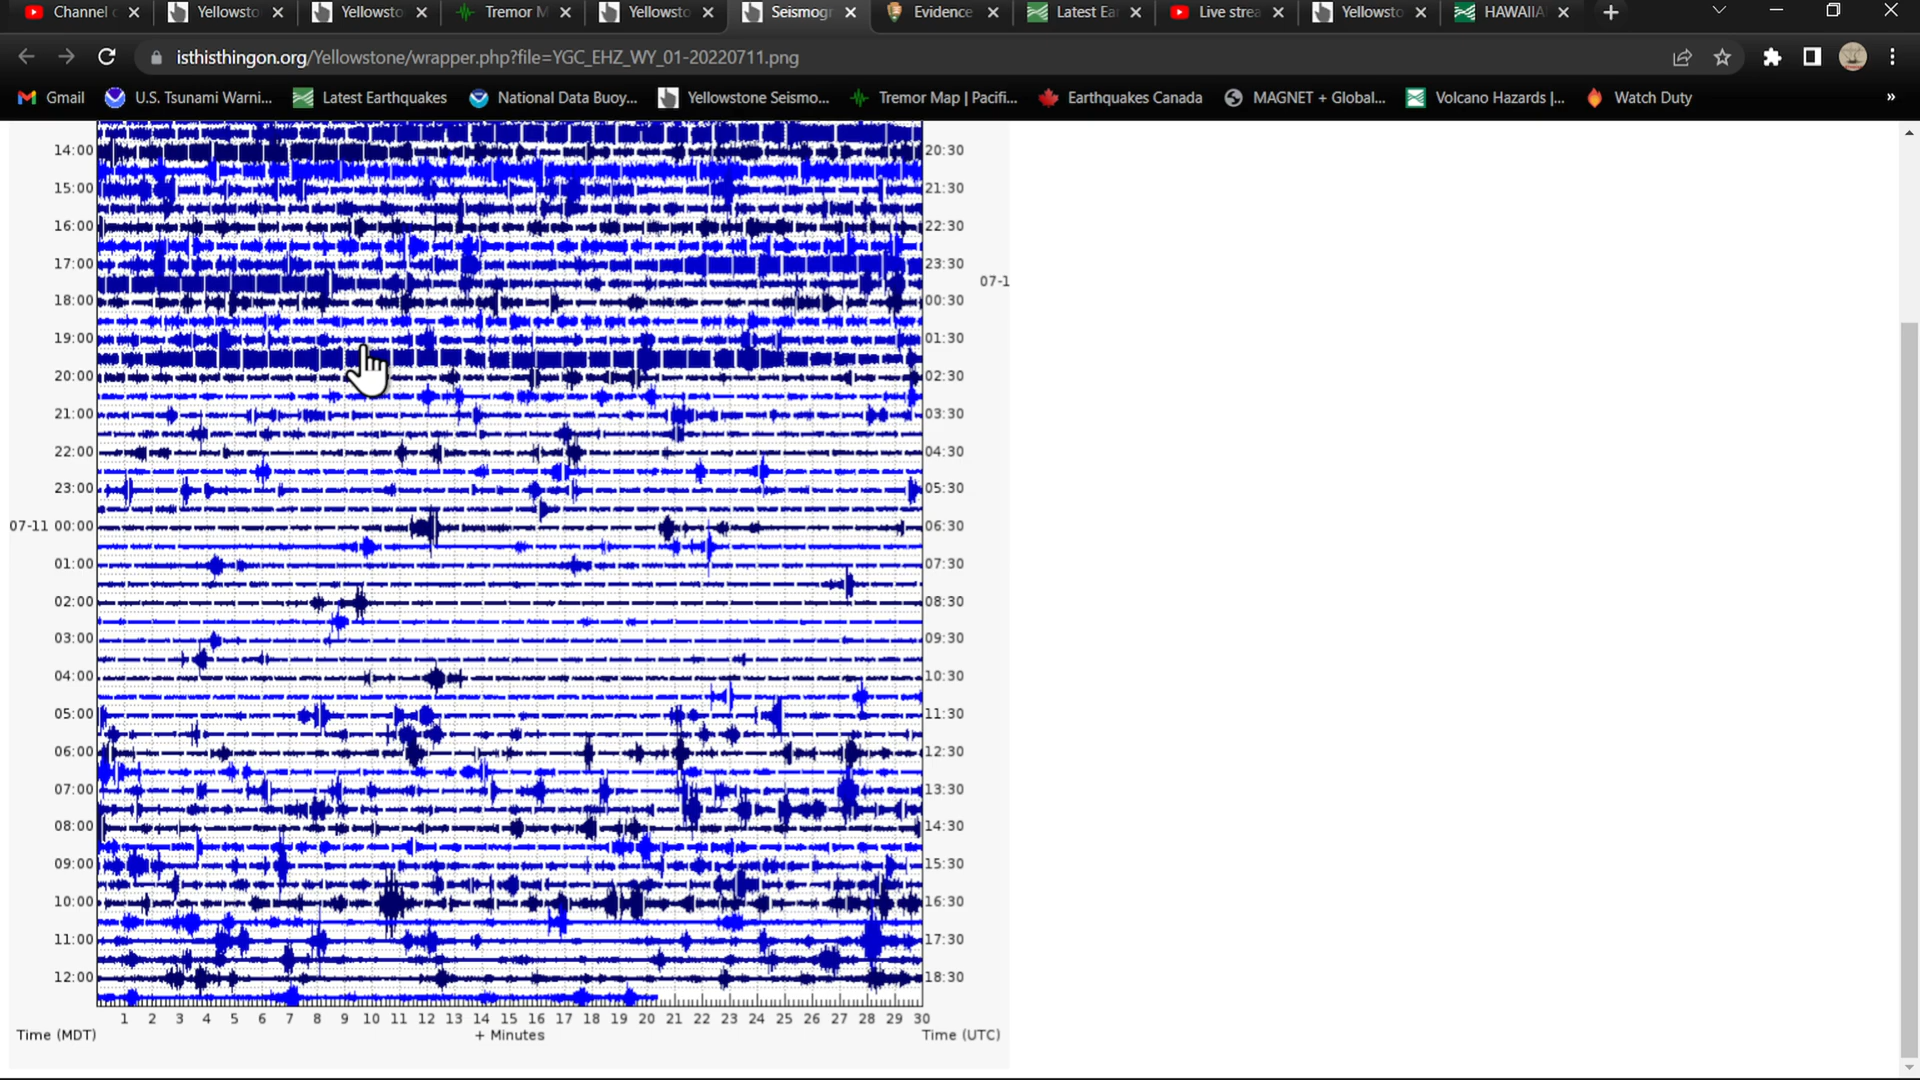 Channel c
Yellowsto
Yellowsto
Tremor M
Yellowsto
Seismogr
Evidence
Latest Ea
Live strea
Yellowsto
HAWAIIA
isthisthingon.org/Yellowstone/wrapper.php?file=YGC_EHZ_WY_01-20220711.png
Gmail
U.S. Tsunami Warni...
Latest Earthquakes
National Data Buoy...
Yellowstone Seismo...
Tremor Map | Pacifi...
Earthquakes Canada
MAGNET + Global...
Volcano Hazards |...
Watch Duty
»
14:00 20:30
15:00 21:30
16:00 22:30
17:00 23:30
07-1
18:00 00:30
19:00 01:30
20:00 02:30
21:00 03:30
22:00 04:30
23:00 05:30
07-11 00:00 06:30
01:00 07:30
02:00 08:30
03:00 09:30
04:00 10:30
05:00 11:30
06:00 12:30
07:00 13:30
08:00 14:30
09:00 15:30
10:00 16:30
11:00 17:30
12:00 18:30
1 2 3 4 5 6 7 8 9 10 11 12 13 14 15 16 17 18 19 20 21 22 23 24 25 26 27 28 29 30
Time (MDT) + Minutes Time (UTC)